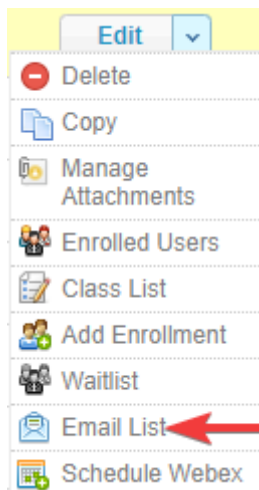 Edit
Delete
Copy
Manage
Attachments
Enrolled Users
Class List
Add Enrollment
Waitlist
Email List
Schedule Webex